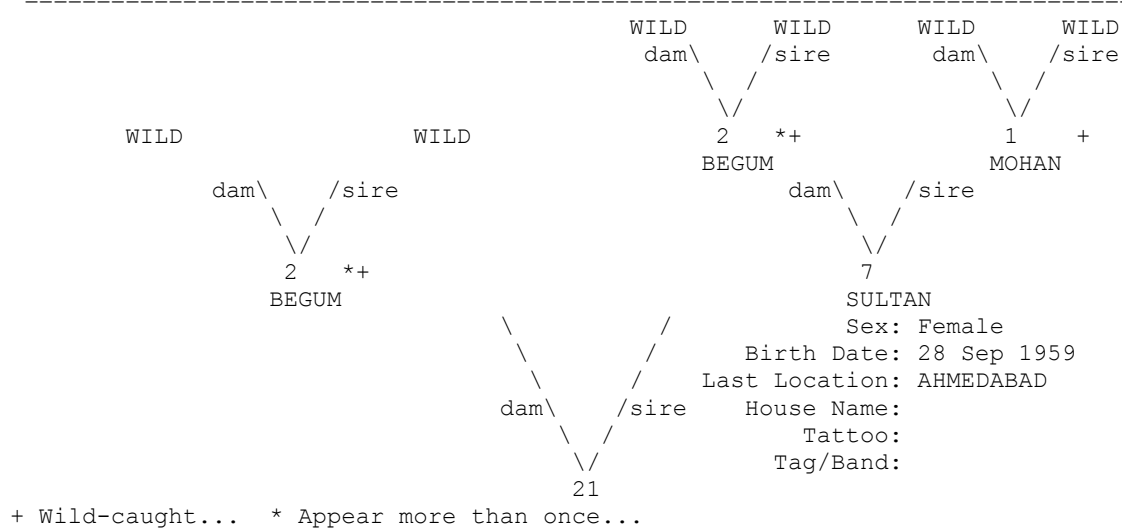 WILD WILD WILD WILD
dam\ /sire dam\ /sire
\ / \ /
\/ \/
WILD WILD 2 *+ 1 +
BEGUM MOHAN
dam\ /sire dam\ /sire
\ / \ /
\/ \/
2 *+ 7
BEGUM SULTAN
\ / Sex: Female
\ / Birth Date: 28 Sep 1959
\ / Last Location: AHMEDABAD
dam\ /sire House Name:
\ / Tattoo:
\/ Tag/Band:
21
+ Wild-caught... * Appear more than once...